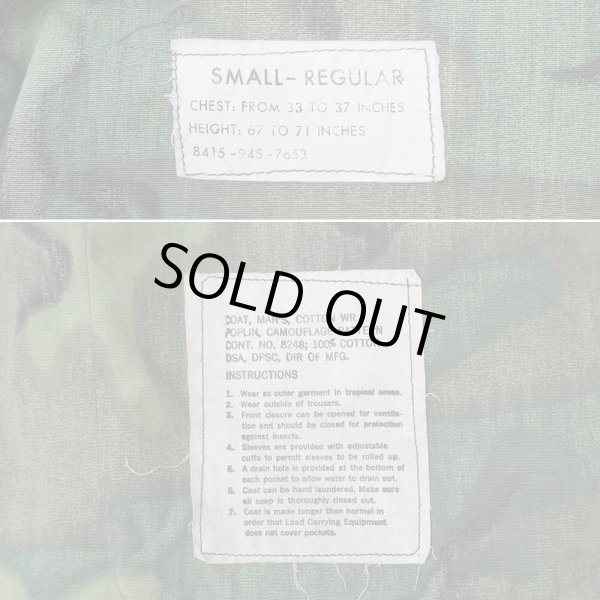 SMALL- REGULAR
CHEST: FROM 33 TO 37 INCHES
HEIGHT: 67 TO 71 INCHES
8415-945-7653
SOLD OUT
COAT, MAN'S, COTTON WR
POPLIN, CAMOUFLAGE PATTERN
CONT. NO. 8248; 100% COTTON
DSA, DPSC, DIR OF MFG.
INSTRUCTIONS
1. Wear as outer garment in tropical areas.
2. Wear outside of trousers.
3. Front closure can be opened for ventila-
tion and should be closed for protection
against insects.
4. Sleeves are provided with adjustable
cuffs to permit sleeves to be rolled up.
5. A drain hole is provided at the bottom of
each pocket to allow water to drain out.
6. Coat can be hand laundered. Make sure
all soap is thoroughly rinsed out.
7. Coat is made longer than normal in
order that Load Carrying Equipment
does not cover pockets.